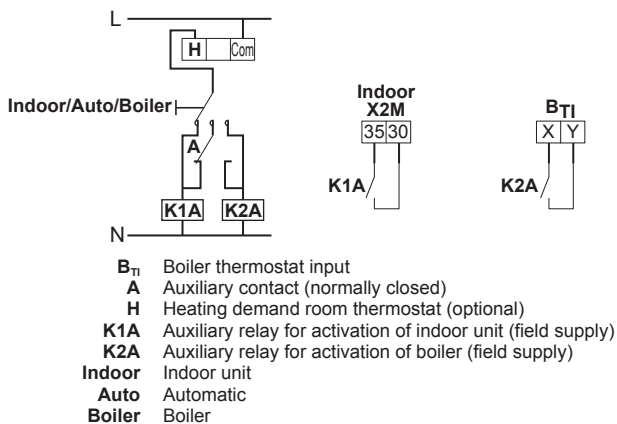 L
H Com
Indoor/Auto/Boiler
A
K1A K2A
N
Indoor
X2M
35 30
K1A
BTI
X Y
K2A
BTI Boiler thermostat input
A Auxiliary contact (normally closed)
H Heating demand room thermostat (optional)
K1A Auxiliary relay for activation of indoor unit (field supply)
K2A Auxiliary relay for activation of boiler (field supply)
Indoor Indoor unit
Auto Automatic
Boiler Boiler